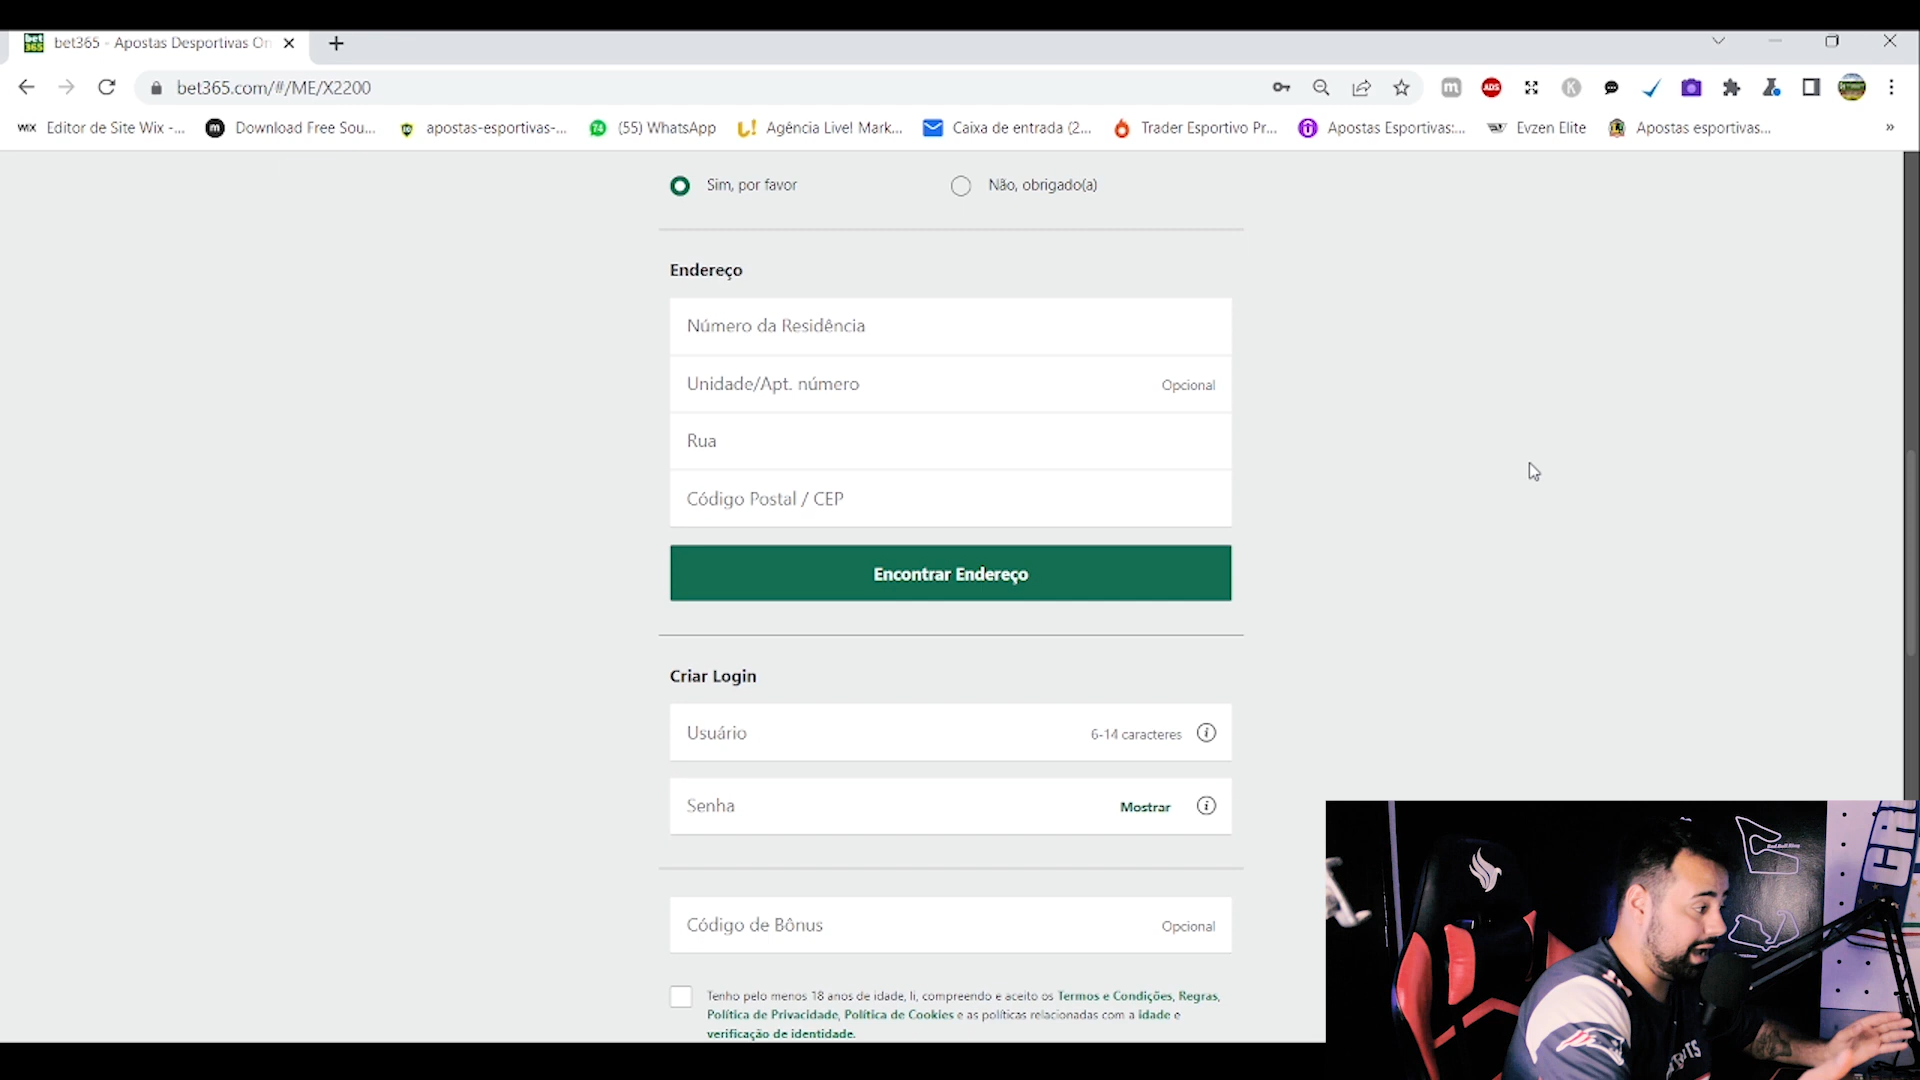 bet365 - Apostas Desportivas On
bet365.com/#/ME/X2200
ADS
WIX Editor de Site Wix -...
Download Free Sou...
apostas-esportivas-...
74 (55) WhatsApp
Agência Live! Mark...
Caixa de entrada (2...
Trader Esportivo Pr...
Apostas Esportivas:...
Evzen Elite
Apostas esportivas...
»
Sim, por favor
Não, obrigado(a)
Endereço
Número da Residência
Unidade/Apt. número Opcional
Rua
Código Postal / CEP
Encontrar Endereço
Criar Login
Usuário 6-14 caracteres
Senha Mostrar
Código de Bônus Opcional
Tenho pelo menos 18 anos de idade, li, compreendo e aceito os Termos e Condições, Regras,
Política de Privacidade, Política de Cookies e as políticas relacionadas com a idade e
verificação de identidade.